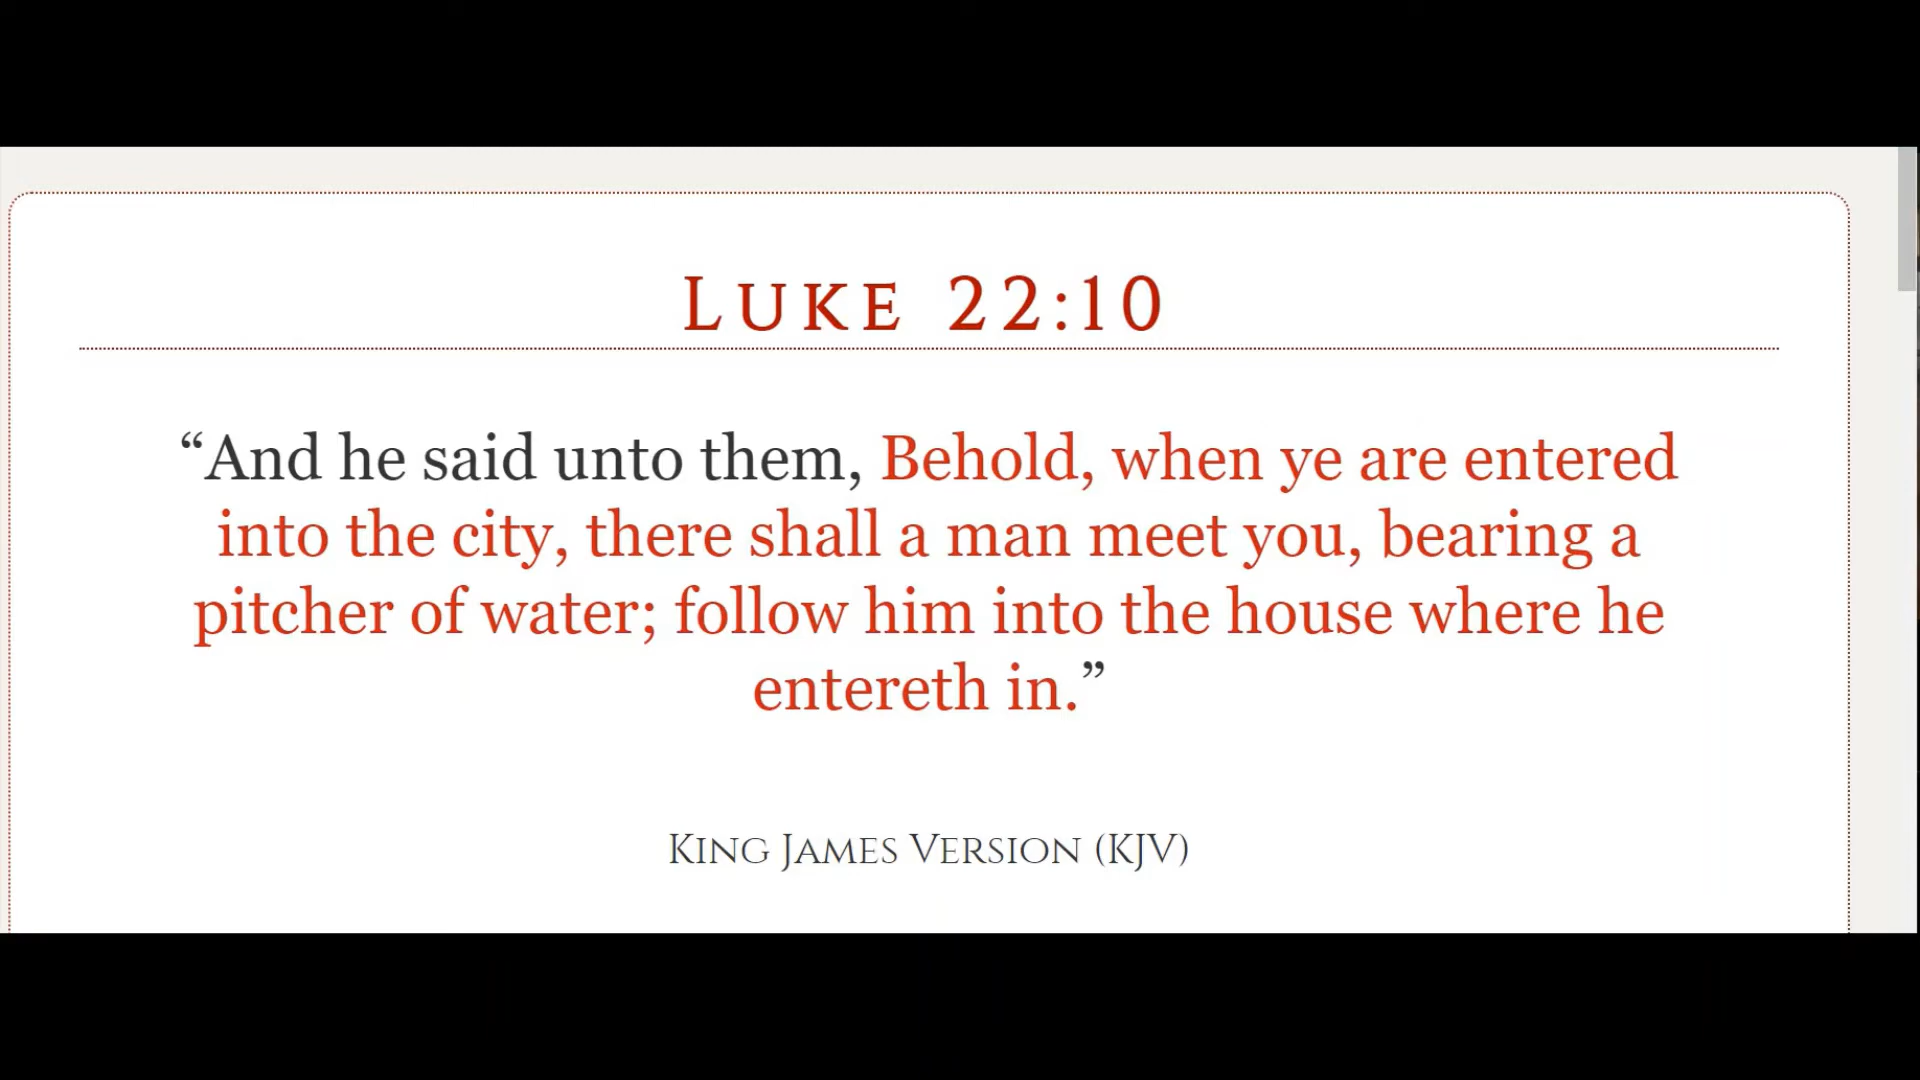 Luke 22:10
“And he said unto them, Behold, when ye are entered
into the city, there shall a man meet you, bearing a
pitcher of water; follow him into the house where he
entereth in.”
King James Version (KJV)